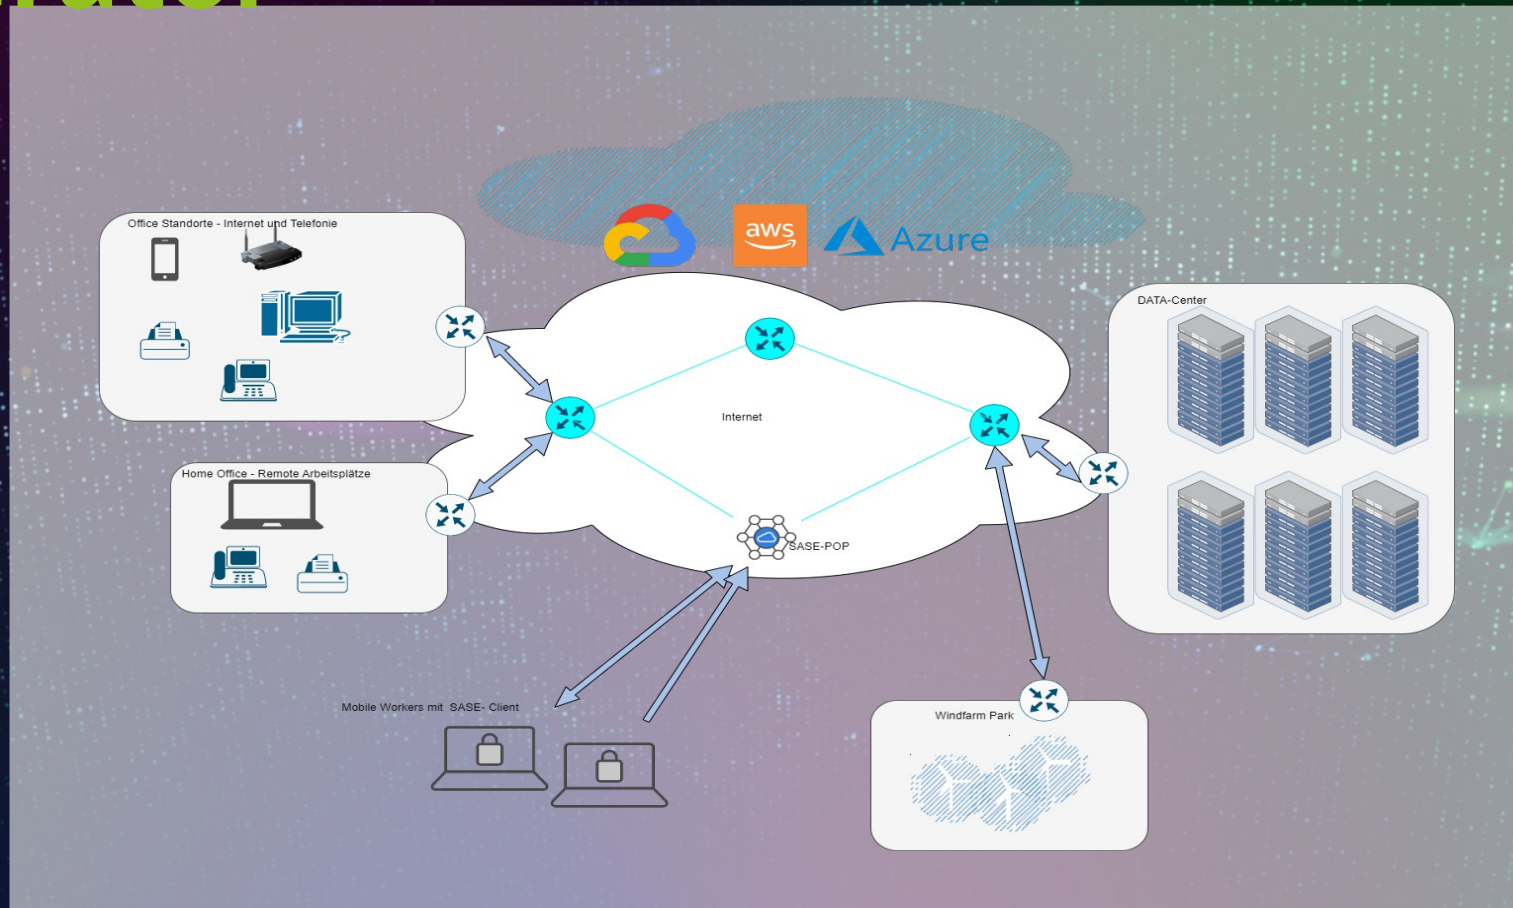 Office Standorte - Internet und Telefonie
aws
Azure
DATA-Center
Internet
Home Office - Remote Arbeitsplätze
SASE-POP
Mobile Workers mit SASE- Client
Windfarm Park